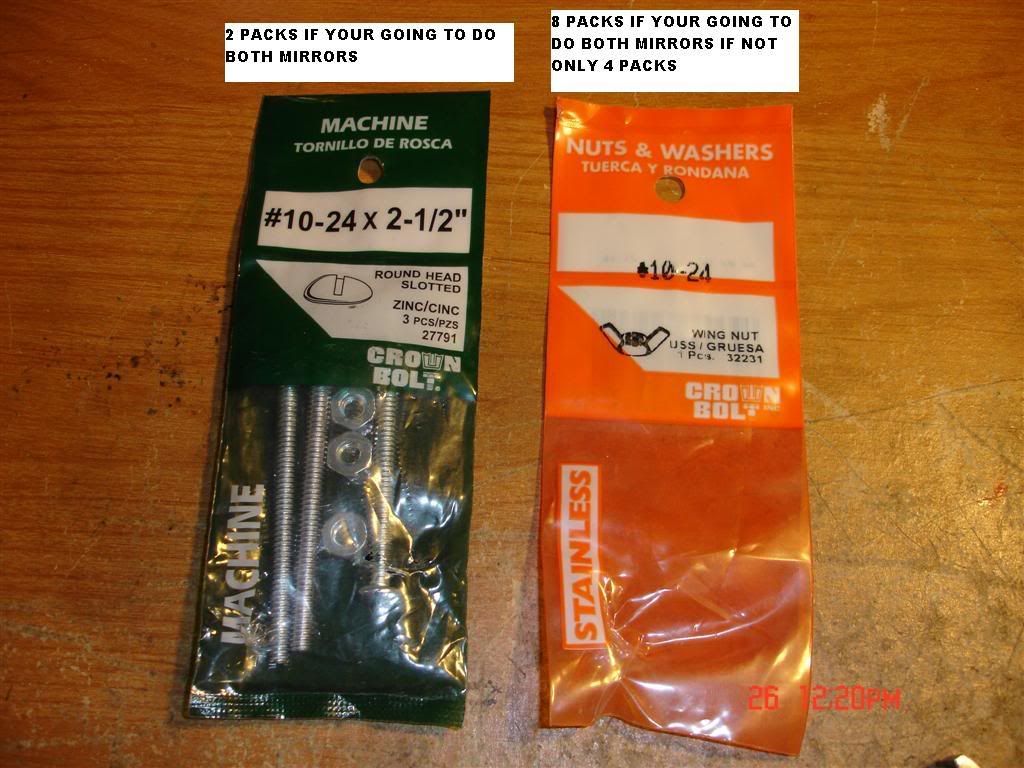 2 PACKS IF YOUR GOING TO DO
BOTH MIRRORS
8 PACKS IF YOUR GOING TO
DO BOTH MIRRORS IF NOT
ONLY 4 PACKS
MACHINE
TORNILLO DE ROSCA
#10-24 x 2-1/2"
ROUND HEAD
SLOTTED
ZINC/CINC
3 PCS/PZS
27791
CROWN
BOLT
MACHINE
NUTS & WASHERS
TUERCA Y RONDANA
#10-24
WING NUT
USS/GRUESA
1 Pcs. 32231
CROWN
BOLT INC
STAINLESS
26 12:20PM